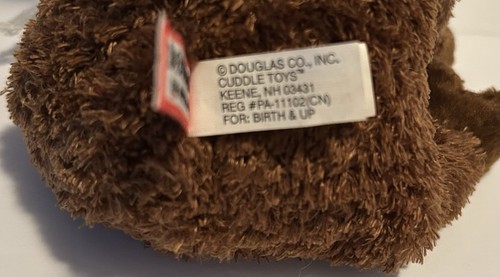 © DOUGLAS CO., INC.
CUDDLE TOYS™
KEENE, NH 03431
REG #PA-11102(CN)
FOR: BIRTH & UP